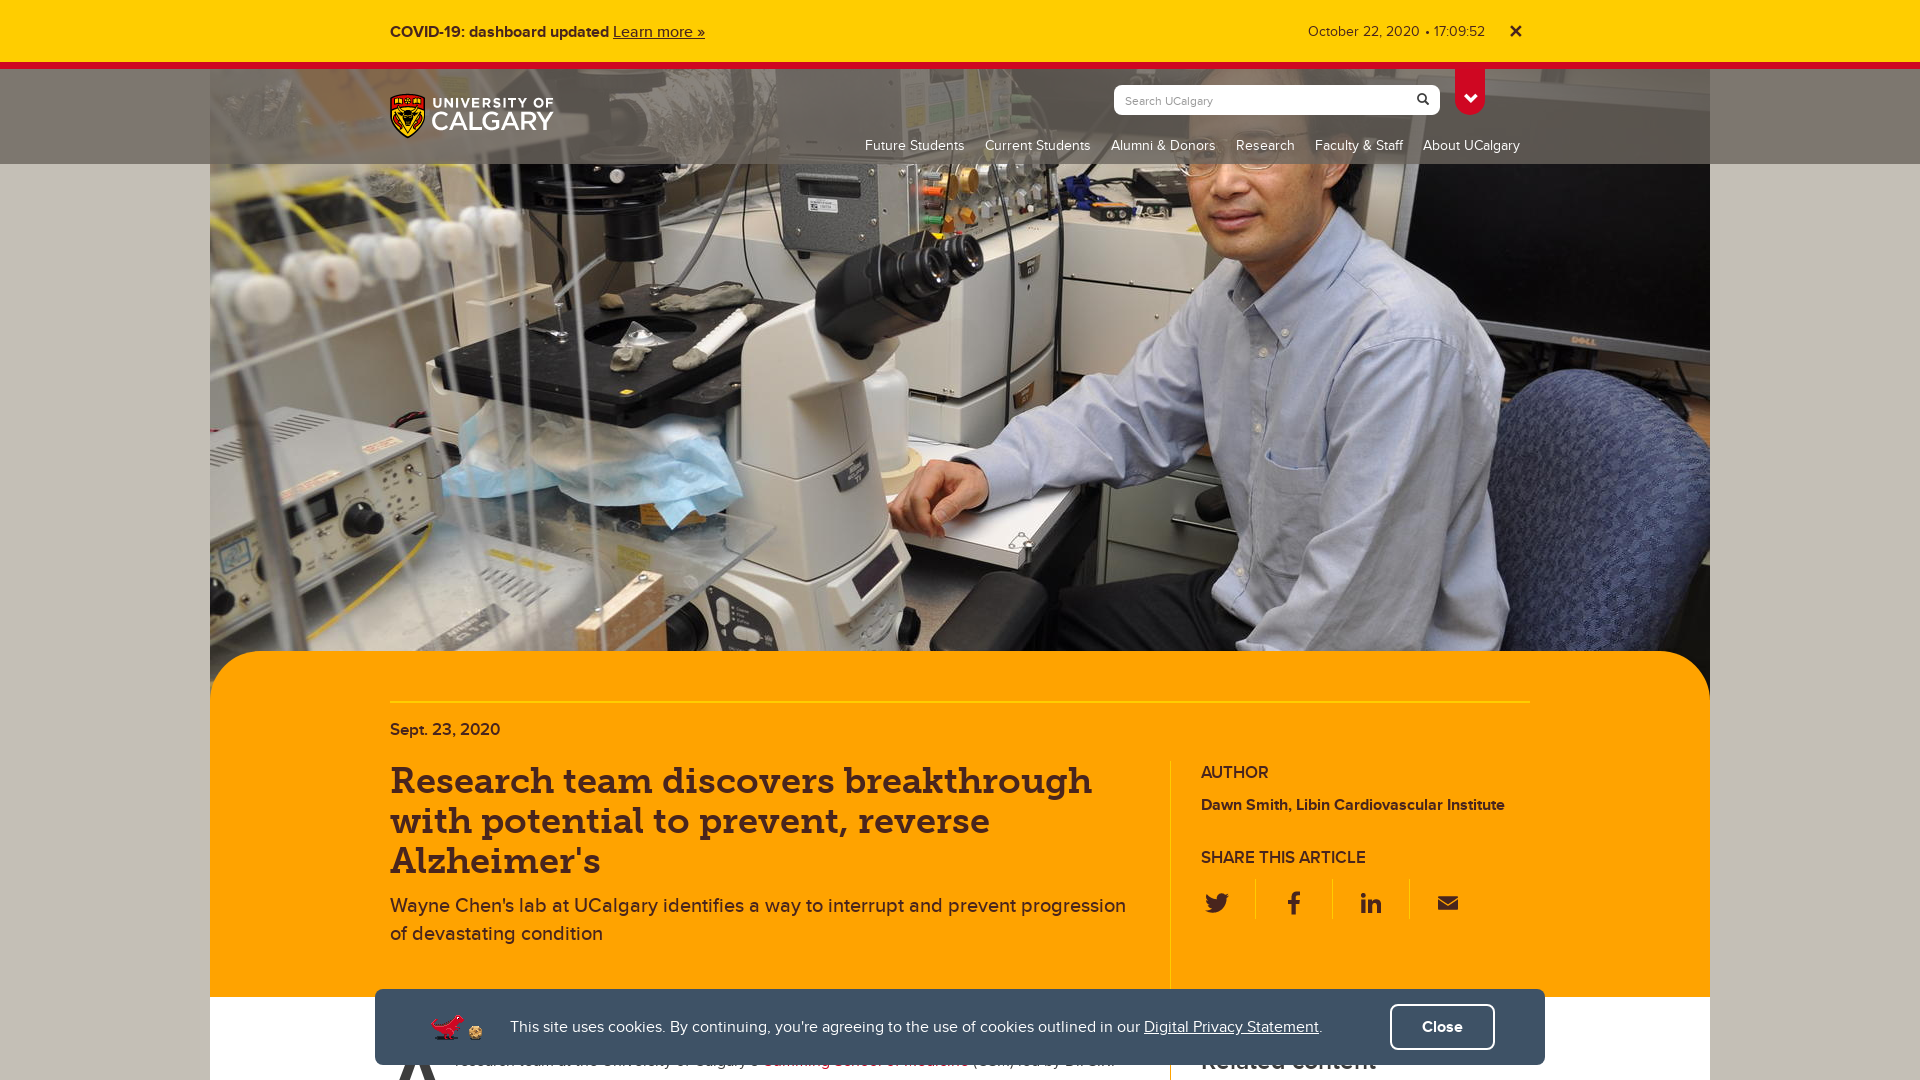 COVID-19: dashboard updated Learn more »
October 22, 2020 • 17:09:52
UNIVERSITY OF
CALGARY
Search UCalgary
Future Students
Current Students
Alumni & Donors
Research
Faculty & Staff
About UCalgary
DELL
Sept. 23, 2020
Research team discovers breakthrough
with potential to prevent, reverse
Alzheimer's
Wayne Chen's lab at UCalgary identifies a way to interrupt and prevent progression
of devastating condition
AUTHOR
Dawn Smith, Libin Cardiovascular Institute
SHARE THIS ARTICLE
This site uses cookies. By continuing, you're agreeing to the use of cookies outlined in our Digital Privacy Statement.
Close
Related content